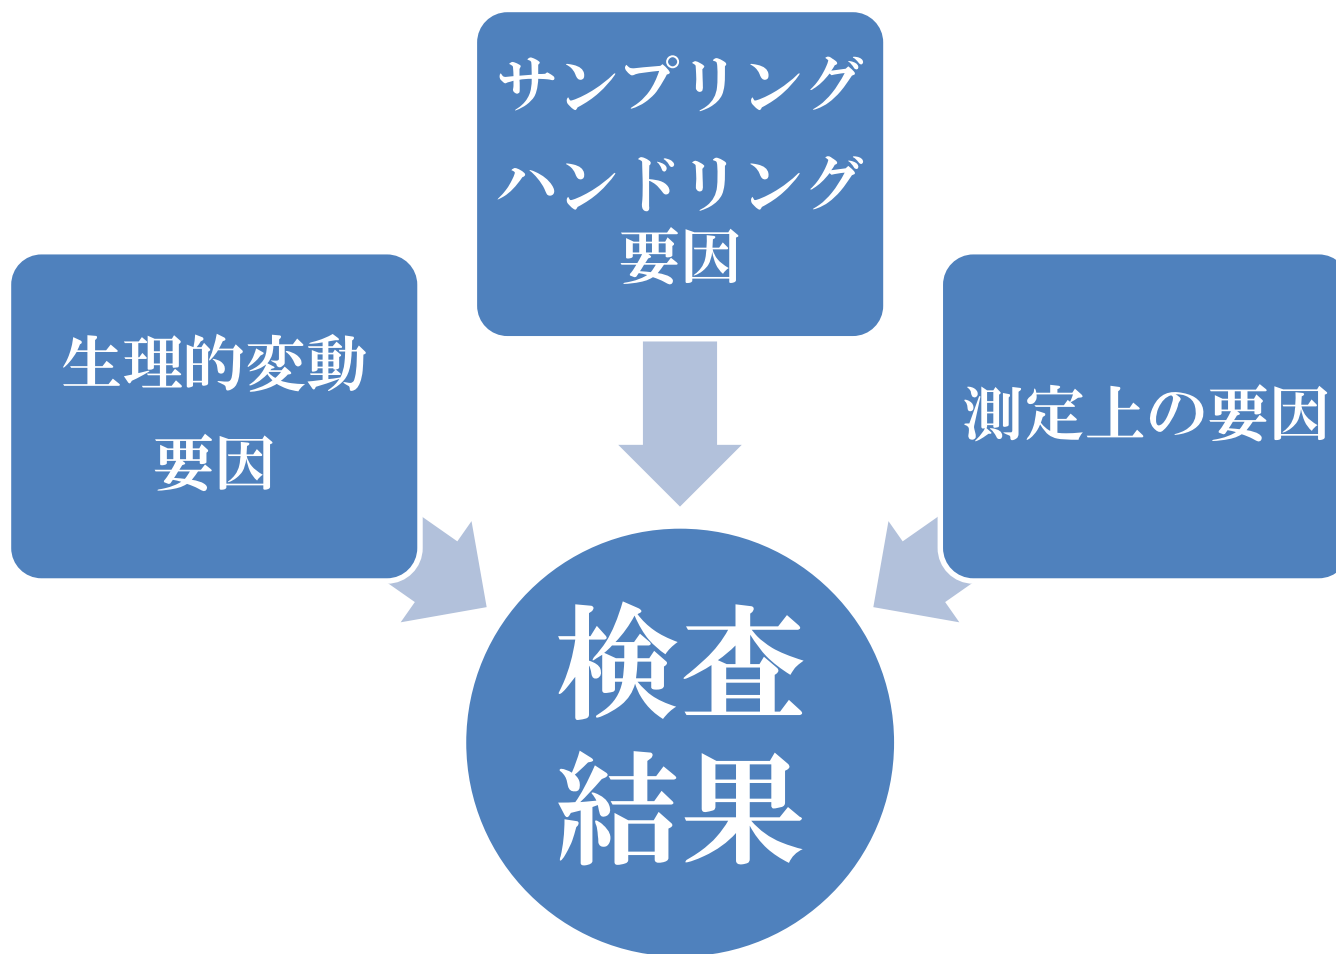 サンプリング
ハンドリング
要因
生理的変動
要因
測定上の要因
検査
結果